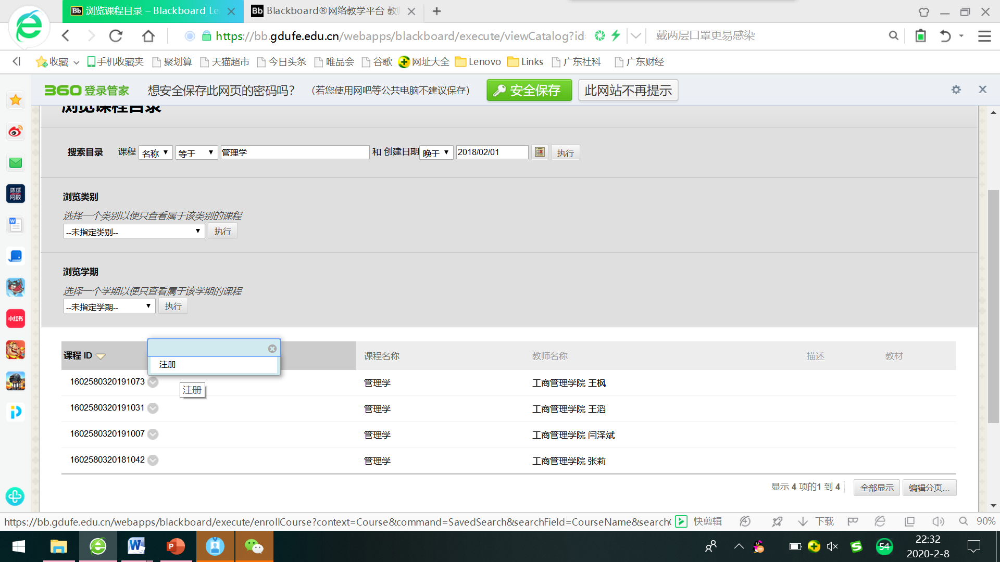 浏览课程目录 – Blackboard Le
Blackboard®网络教学平台 教
https://bb.gdufe.edu.cn/webapps/blackboard/execute/viewCatalog?id
戴两层口罩更易感染
收藏 手机收藏夹 聚划算 天猫超市 今日头条 唯品会 谷歌 网址大全 Lenovo Links 广东社科 广东财经
360 登录管家 想安全保存此网页的密码吗? (若您使用网吧等公共电脑不建议保存) 安全保存 此网站不再提示
浏览课程目录
搜索目录 课程 名称 等于 管理学 和 创建日期 晚于 2018/02/01 执行
浏览类别
选择一个类别以便只查看属于该类别的课程
--未指定类别-- 执行
浏览学期
选择一个学期以便只查看属于该学期的课程
--未指定学期-- 执行
课程 ID 课程名称 教师名称 描述 教材
注册
1602580320191073 管理学 工商管理学院 王枫
注册
1602580320191031 管理学 工商管理学院 王滔
1602580320191007 管理学 工商管理学院 闫泽斌
1602580320181042 管理学 工商管理学院 张莉
显示 4 项的1 到 4 全部显示 编辑分页...
https://bb.gdufe.edu.cn/webapps/blackboard/execute/enrollCourse?context=Course&command=SavedSearch&searchField=CourseName&search
快剪辑 下载 90%
环球网校
小红书
54
22:32
2020-2-8